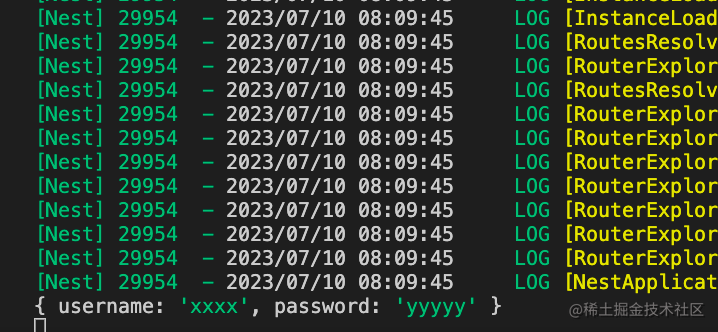 [Nest] 29954 - 2023/07/10 08:09:45 LOG [InstanceLoad
[Nest] 29954 - 2023/07/10 08:09:45 LOG [RoutesResolv
[Nest] 29954 - 2023/07/10 08:09:45 LOG [RouterExplor
[Nest] 29954 - 2023/07/10 08:09:45 LOG [RoutesResolv
[Nest] 29954 - 2023/07/10 08:09:45 LOG [RouterExplor
[Nest] 29954 - 2023/07/10 08:09:45 LOG [RouterExplor
[Nest] 29954 - 2023/07/10 08:09:45 LOG [RouterExplor
[Nest] 29954 - 2023/07/10 08:09:45 LOG [RouterExplor
[Nest] 29954 - 2023/07/10 08:09:45 LOG [RouterExplor
[Nest] 29954 - 2023/07/10 08:09:45 LOG [RouterExplor
[Nest] 29954 - 2023/07/10 08:09:45 LOG [RouterExplor
[Nest] 29954 - 2023/07/10 08:09:45 LOG [NestApplicat
{ username: 'xxxx', password: 'yyyyy' }
@稀土掘金技术社区